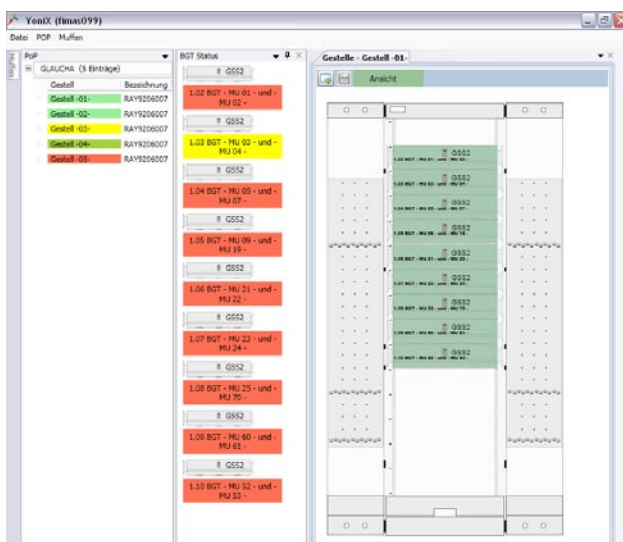 YoniX (fimas099)
Datei POP Muffen
Muffen
PoP
GLAUCHA (5 Einträge)
Gestell Bezeichnung
Gestell -01- RAY9206007
Gestell -02- RAY9206007
Gestell -03- RAY9206007
Gestell -04- RAY9206007
Gestell -05- RAY9206007
BGT Status
GSS2
1.02 BGT - MU 01 - und -
MU 02 -
GSS2
1.03 BGT - MU 03 - und -
MU 04 -
GSS2
1.04 BGT - MU 05 - und -
MU 07 -
GSS2
1.05 BGT - MU 09 - und -
MU 19 -
GSS2
1.06 BGT - MU 21 - und -
MU 22 -
GSS2
1.07 BGT - MU 23 - und -
MU 24 -
GSS2
1.08 BGT - MU 25 - und -
MU 70 -
GSS2
1.09 BGT - MU 60 - und -
MU 61 -
GSS2
1.10 BGT - MU 52 - und -
MU 53 -
Gestelle - Gestell -01-
Ansicht
GSS2
GSS2
GSS2
GSS2
GSS2
GSS2
GSS2
GSS2
GSS2